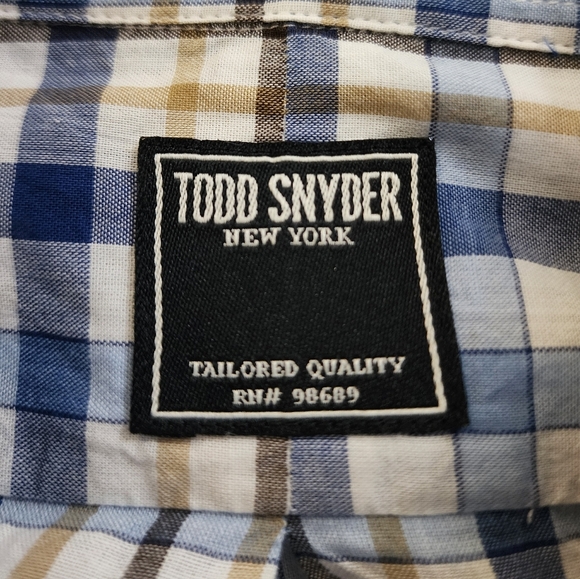 TODD SNYDER
NEW YORK
TAILORED QUALITY
RN# 98689